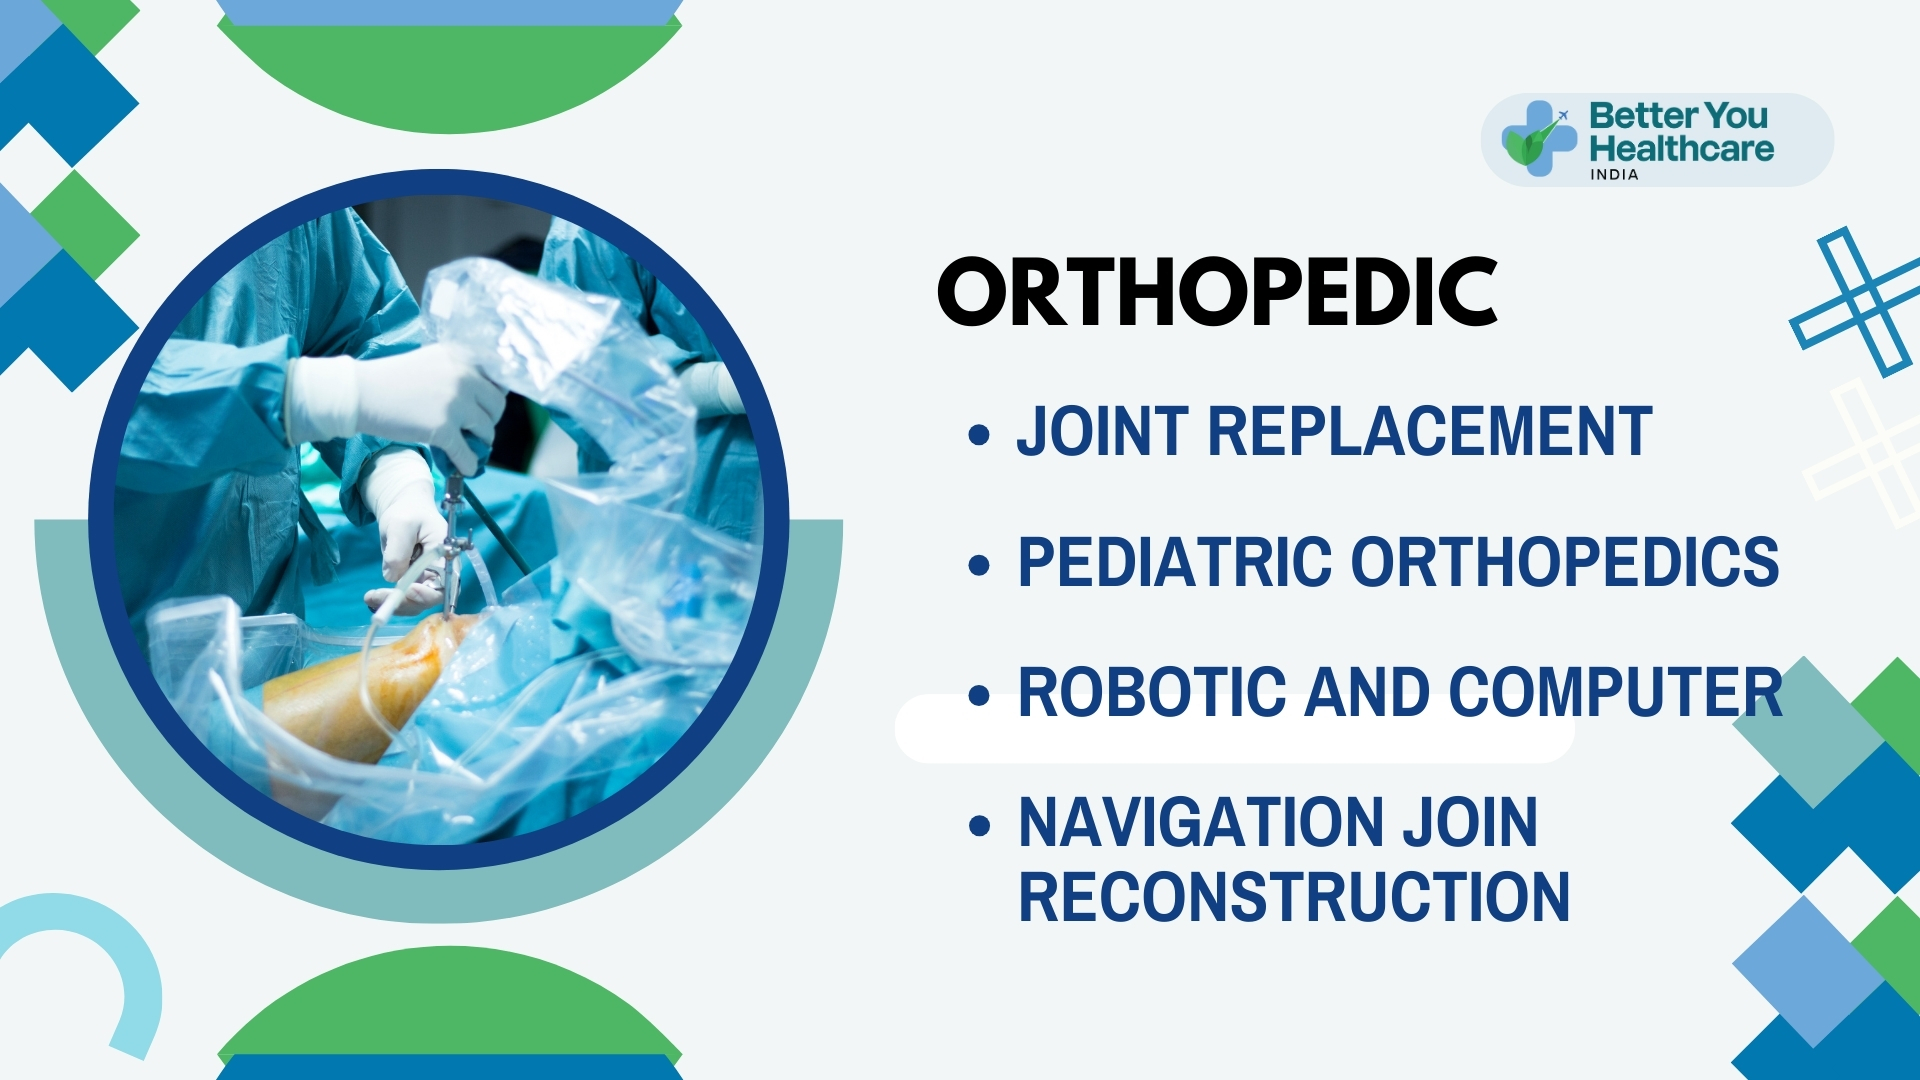 Better You
Healthcare
INDIA
ORTHOPEDIC
• JOINT REPLACEMENT
• PEDIATRIC ORTHOPEDICS
• ROBOTIC AND COMPUTER
• NAVIGATION JOIN
RECONSTRUCTION